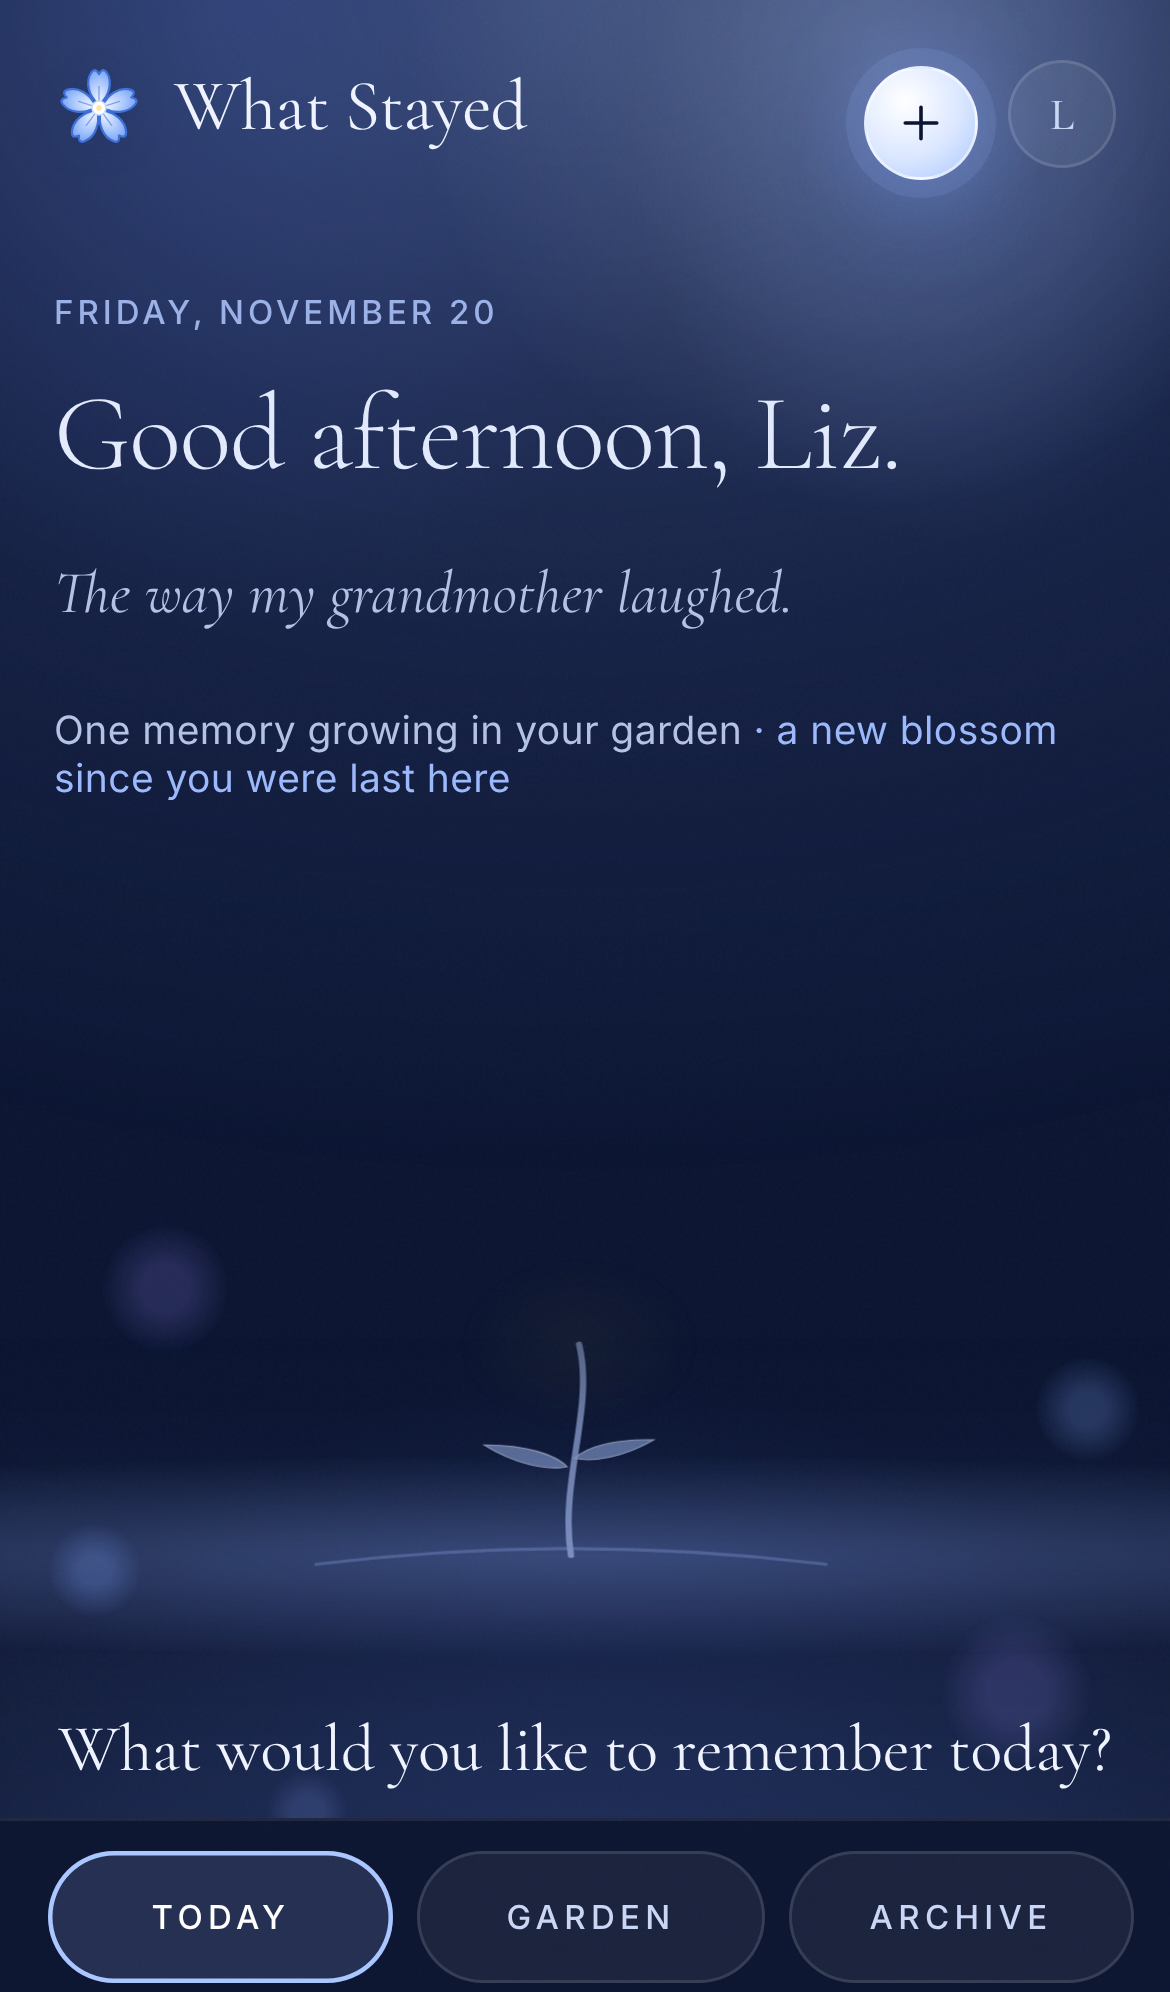 What Stayed
+ L
FRIDAY, NOVEMBER 20
Good afternoon, Liz.
The way my grandmother laughed.
One memory growing in your garden · a new blossom
since you were last here
What would you like to remember today?
TODAY GARDEN ARCHIVE